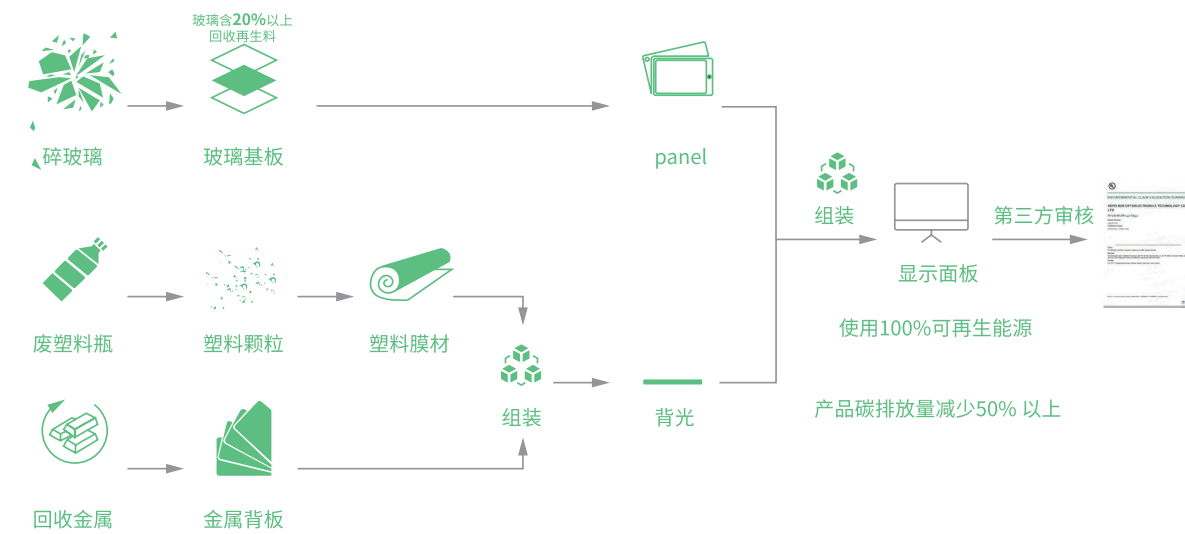 玻璃含20%以上
回收再生料
碎玻璃
玻璃基板
panel
组装
第三方审核
显示面板
废塑料瓶
塑料颗粒
塑料膜材
使用100%可再生能源
组装
背光
产品碳排放量减少50% 以上
回收金属
金属背板